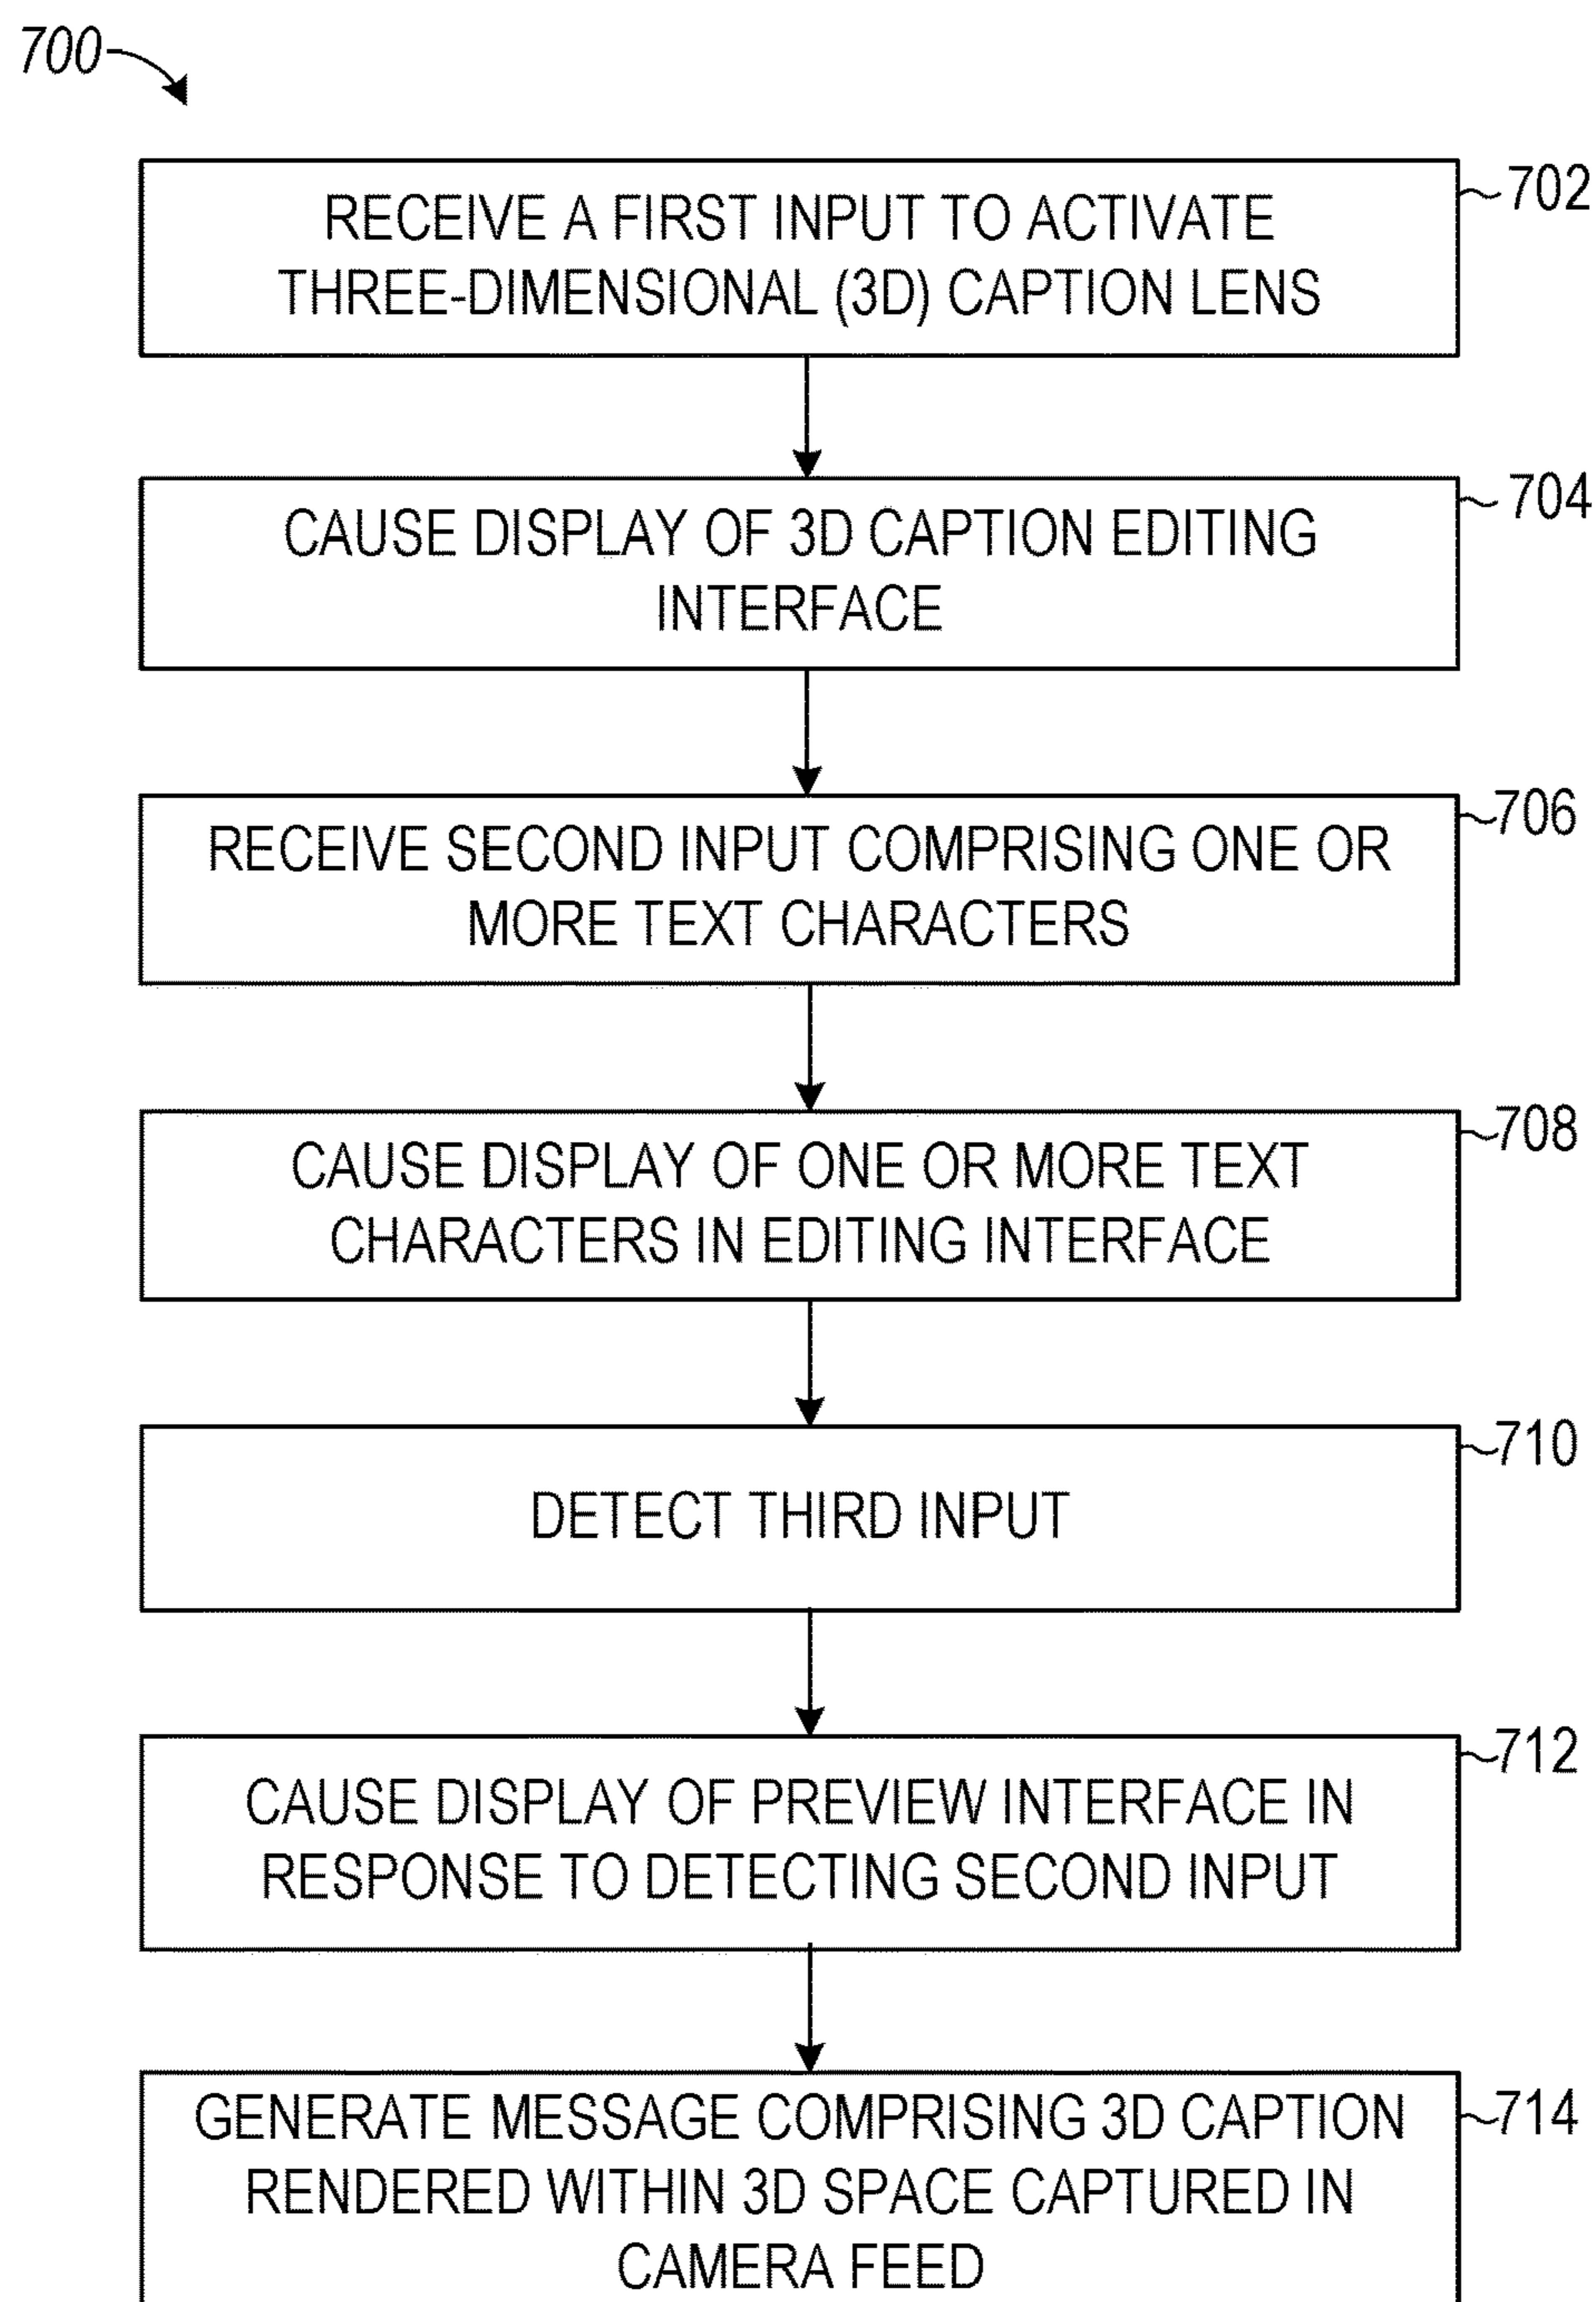 700
RECEIVE A FIRST INPUT TO ACTIVATE
THREE-DIMENSIONAL (3D) CAPTION LENS
702
CAUSE DISPLAY OF 3D CAPTION EDITING
INTERFACE
704
RECEIVE SECOND INPUT COMPRISING ONE OR
MORE TEXT CHARACTERS
706
CAUSE DISPLAY OF ONE OR MORE TEXT
CHARACTERS IN EDITING INTERFACE
708
DETECT THIRD INPUT
710
CAUSE DISPLAY OF PREVIEW INTERFACE IN
RESPONSE TO DETECTING SECOND INPUT
712
GENERATE MESSAGE COMPRISING 3D CAPTION
RENDERED WITHIN 3D SPACE CAPTURED IN
CAMERA FEED
714